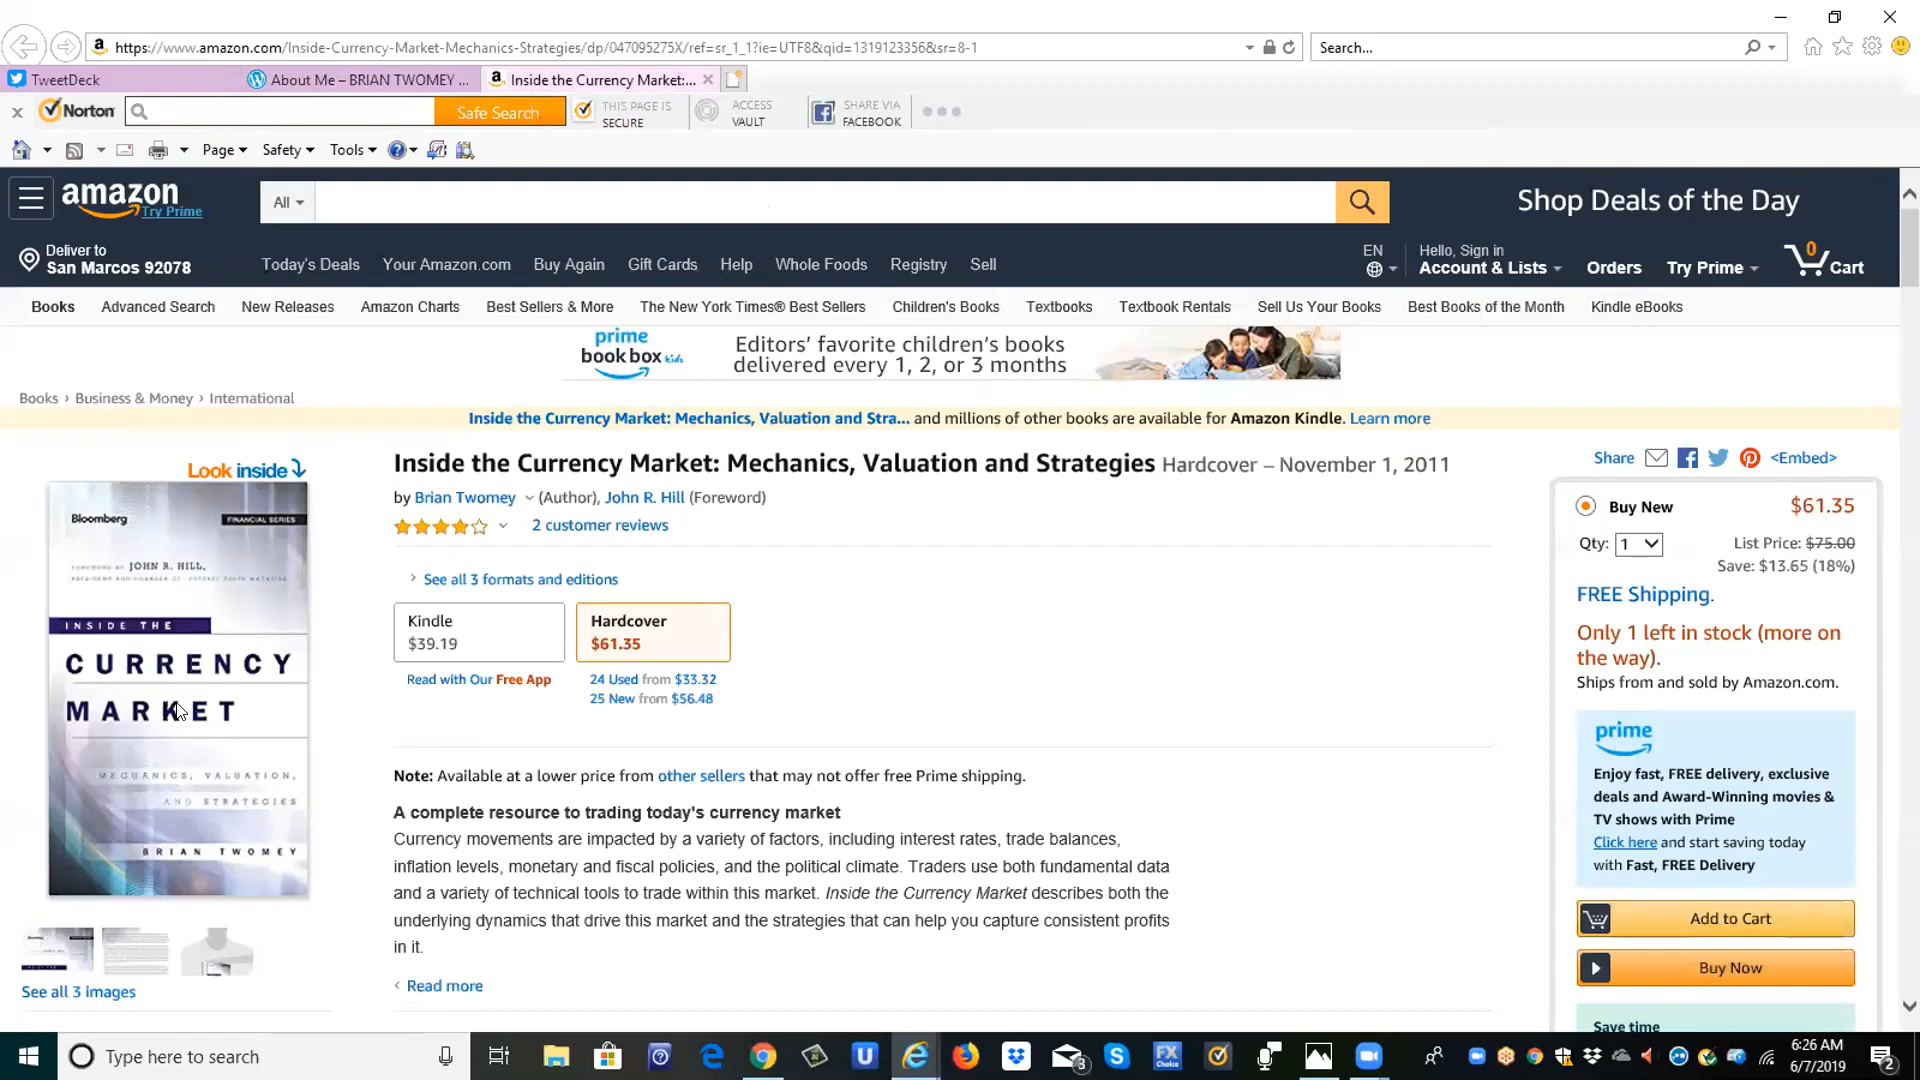 https://www.amazon.com/Inside-Currency-Market-Mechanics-Strategies/dp/047095275X/ref=sr_1_1?ie=UTF8&qid=1319123356&sr=8-1
Search...
TweetDeck
About Me – BRIAN TWOMEY ...
Inside the Currency Market:...
Norton
Safe Search
THIS PAGE IS
SECURE
ACCESS
VAULT
SHARE VIA
FACEBOOK
Page
Safety
Tools
amazon
Try Prime
All
Shop Deals of the Day
Deliver to
San Marcos 92078
Today's Deals
Your Amazon.com
Buy Again
Gift Cards
Help
Whole Foods
Registry
Sell
EN
Hello, Sign in
Account & Lists
Orders
Try Prime
0
Cart
Books
Advanced Search
New Releases
Amazon Charts
Best Sellers & More
The New York Times® Best Sellers
Children's Books
Textbooks
Textbook Rentals
Sell Us Your Books
Best Books of the Month
Kindle eBooks
prime
book box kids
Editors' favorite children's books
delivered every 1, 2, or 3 months
Books › Business & Money › International
Inside the Currency Market: Mechanics, Valuation and Stra... and millions of other books are available for Amazon Kindle. Learn more
Look inside
Bloomberg
FINANCIAL SERIES
JOHN R. HILL,
INSIDE THE
CURRENCY
MARKET
MECHANICS, VALUATION,
AND STRATEGIES
BRIAN TWOMEY
See all 3 images
Inside the Currency Market: Mechanics, Valuation and Strategies Hardcover – November 1, 2011
by Brian Twomey (Author), John R. Hill (Foreword)
2 customer reviews
› See all 3 formats and editions
Kindle
$39.19
Hardcover
$61.35
Read with Our Free App
24 Used from $33.32
25 New from $56.48
Note: Available at a lower price from other sellers that may not offer free Prime shipping.
A complete resource to trading today's currency market
Currency movements are impacted by a variety of factors, including interest rates, trade balances,
inflation levels, monetary and fiscal policies, and the political climate. Traders use both fundamental data
and a variety of technical tools to trade within this market. Inside the Currency Market describes both the
underlying dynamics that drive this market and the strategies that can help you capture consistent profits
in it.
‹ Read more
Share
<Embed>
Buy New
$61.35
Qty: 1
List Price: $75.00
Save: $13.65 (18%)
FREE Shipping.
Only 1 left in stock (more on
the way).
Ships from and sold by Amazon.com.
prime
Enjoy fast, FREE delivery, exclusive
deals and Award-Winning movies &
TV shows with Prime
Click here and start saving today
with Fast, FREE Delivery
Add to Cart
Buy Now
Save time
Type here to search
FX
Choice
3
6:26 AM
6/7/2019
2